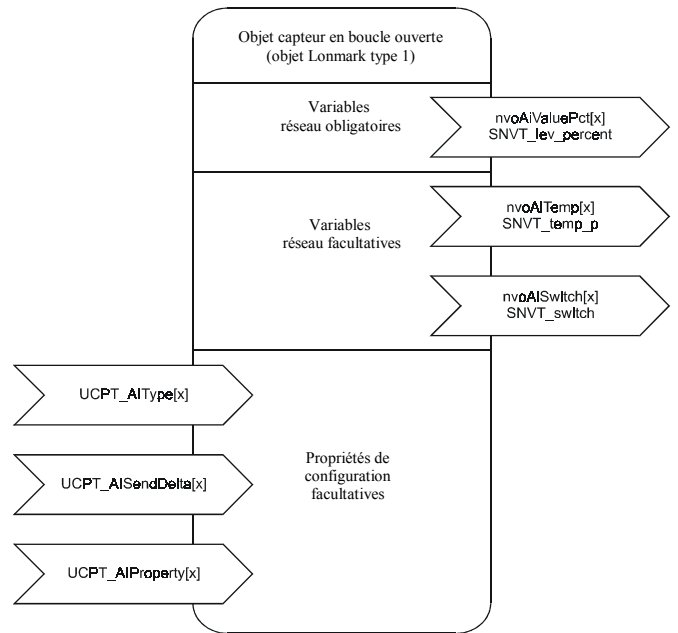 Objet capteur en boucle ouverte
(objet Lonmark type 1)
Variables
réseau obligatoires
nvoAiValuePct[x]
SNVT_lev_percent
Variables
réseau facultatives
nvoAITemp[x]
SNVT_temp_p
nvoAISwItch[x]
SNVT_swItch
UCPT_AIType[x]
UCPT_AISendDelta[x]
UCPT_AIProperty[x]
Propriétés de
configuration
facultatives